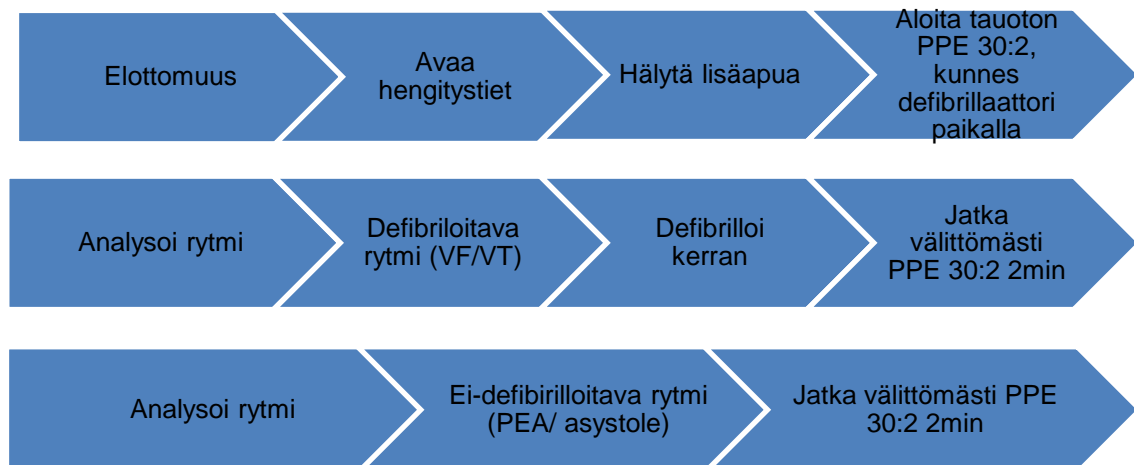 Elottomuus
Avaa
hengitystiet
Hälytä lisäapua
Aloita tauoton
PPE 30:2,
kunnes
defibrillaattori
paikalla
Analysoi rytmi
Defibriloitava
rytmi (VF/VT)
Defibrilloi
kerran
Jatka
välittömästi
PPE 30:2 2min
Analysoi rytmi
Ei-defibirilloitava rytmi
(PEA/ asystole)
Jatka välittömästi PPE
30:2 2min